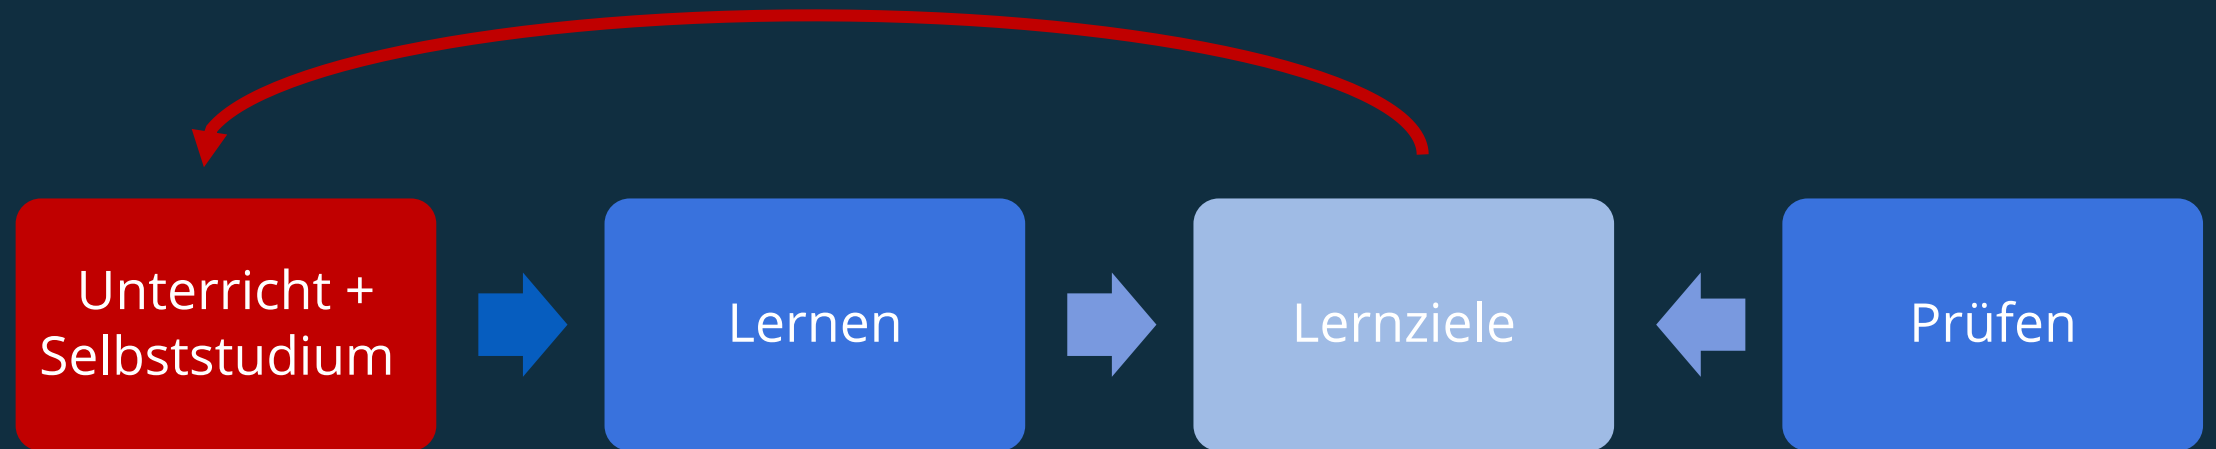 Unterricht +
Selbststudium
Lernen
Lernziele
Prüfen